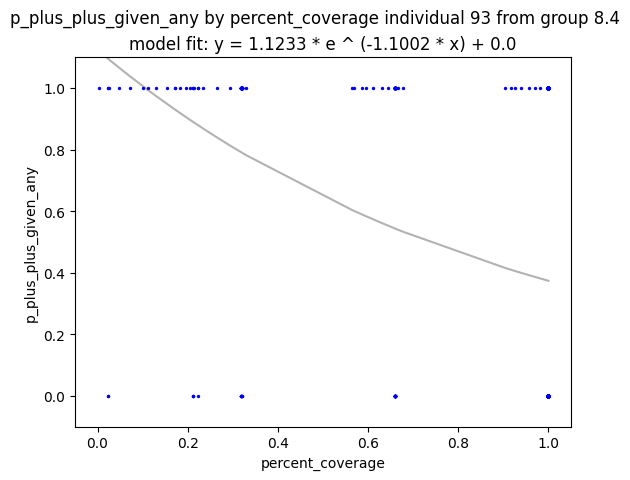 p_plus_plus_given_any by percent_coverage individual 93 from group 8.4
model fit: y = 1.1233 * e ^ (-1.1002 * x) + 0.0
p_plus_plus_given_any
1.0
0.8
0.6
0.4
0.2
0.0
0.0 0.2 0.4 0.6 0.8 1.0
percent_coverage